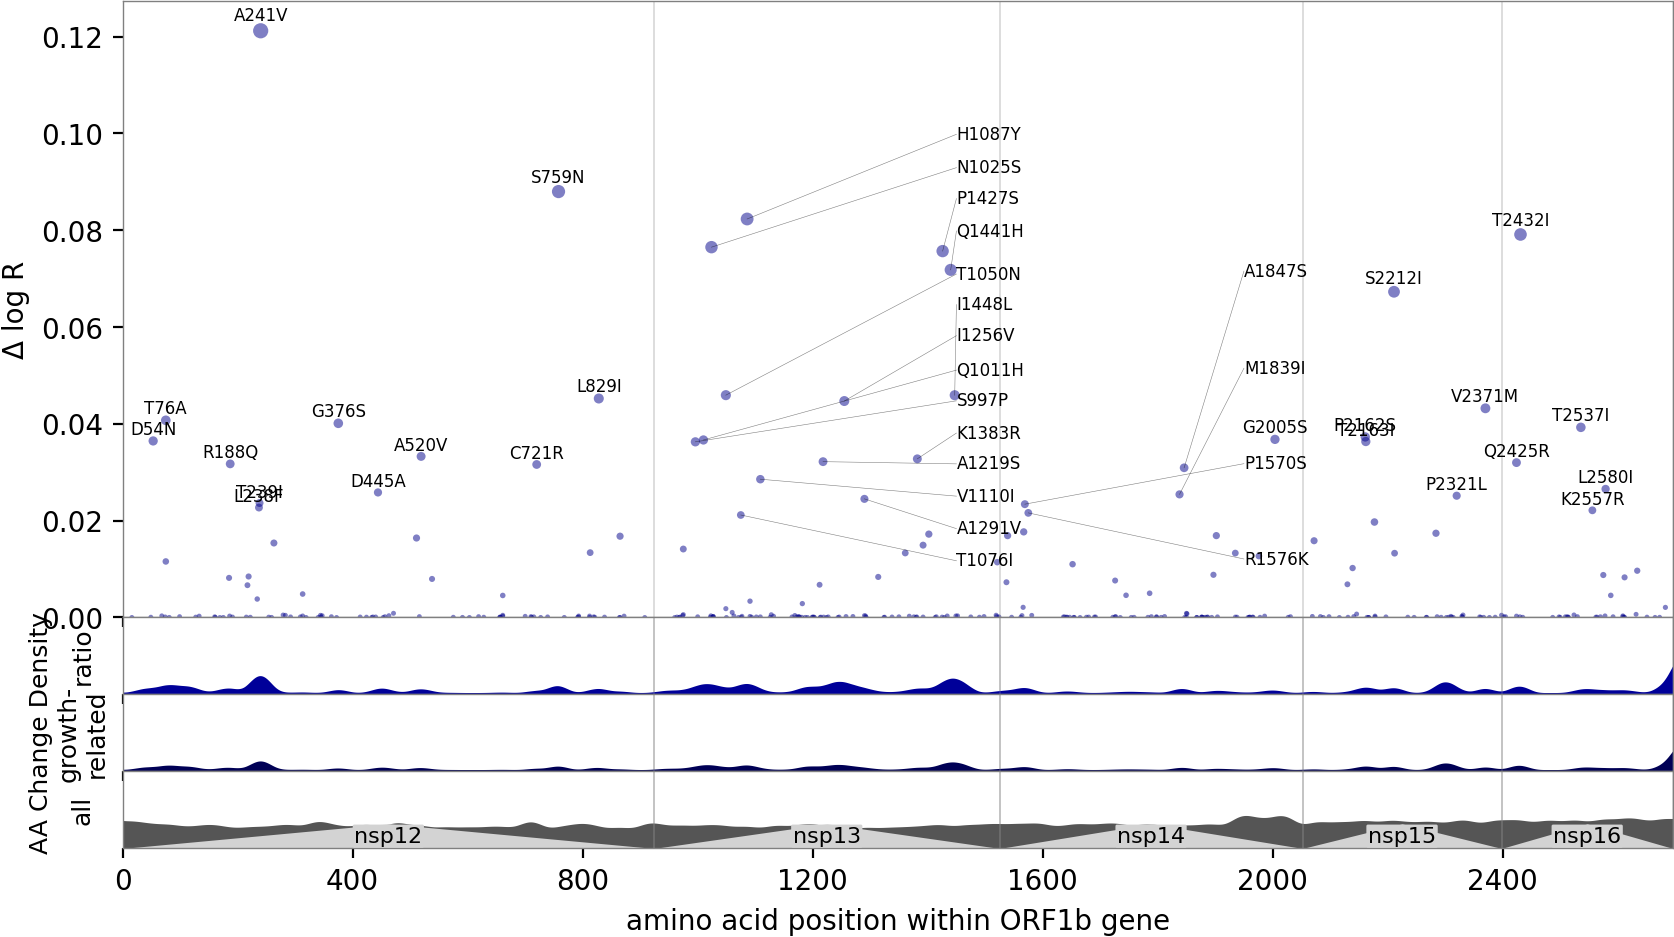 A241V
0.12
0.10
H1087Y
N1025S
S759N
P1427S
T2432I
0.08
Q1441H
T1050N
A1847S
S2212I
Δ log R
I1448L
0.06
I1256V
Q1011H
M1839I
L829I
S997P
V2371M
T76A
G376S
T2537I
0.04
D54N
K1383R
G2005S
P2162S
T2163I
A520V
R188Q
C721R
A1219S
P1570S
Q2425R
D445A
P2321L
L2580I
T239I
L238F
V1110I
K2557R
0.02
A1291V
T1076I
R1576K
0.00
AA Change Density
ratio
growth-
related
all
nsp12
nsp13
nsp14
nsp15
nsp16
0
400
800
1200
1600
2000
2400
amino acid position within ORF1b gene